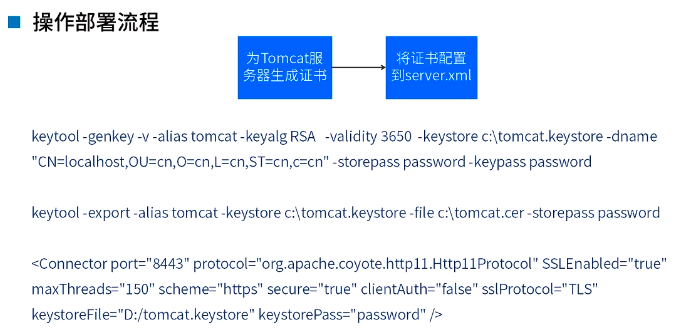 操作部署流程
为Tomcat服
务器生成证书
将证书配置
到server.xml
keytool -genkey -v -alias tomcat -keyalg RSA -validity 3650 -keystore c:\tomcat.keystore -dname
"CN=localhost,OU=cn,O=cn,L=cn,ST=cn,c=cn" -storepass password -keypass password
keytool -export -alias tomcat -keystore c:\tomcat.keystore -file c:\tomcat.cer -storepass password
<Connector port="8443" protocol="org.apache.coyote.http11.Http11Protocol" SSLEnabled="true"
maxThreads="150" scheme="https" secure="true" clientAuth="false" sslProtocol="TLS"
keystoreFile="D:/tomcat.keystore" keystorePass="password" />